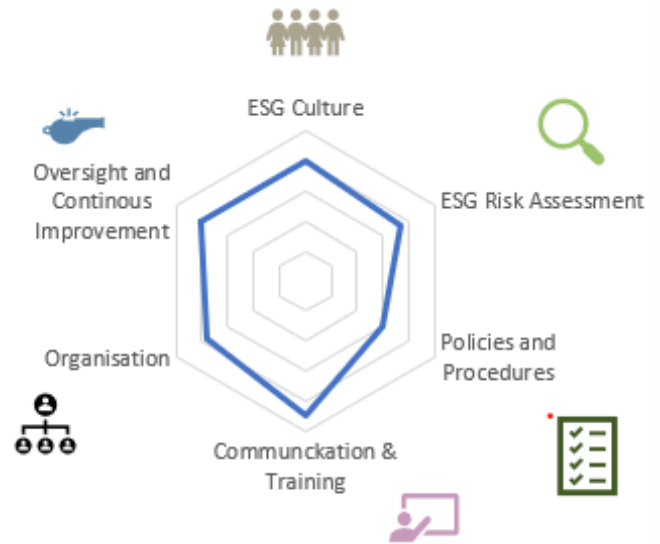 ESG Culture
ESG Risk Assessment
Policies and
Procedures
Communckation &
Training
Organisation
Oversight and
Continous
Improvement